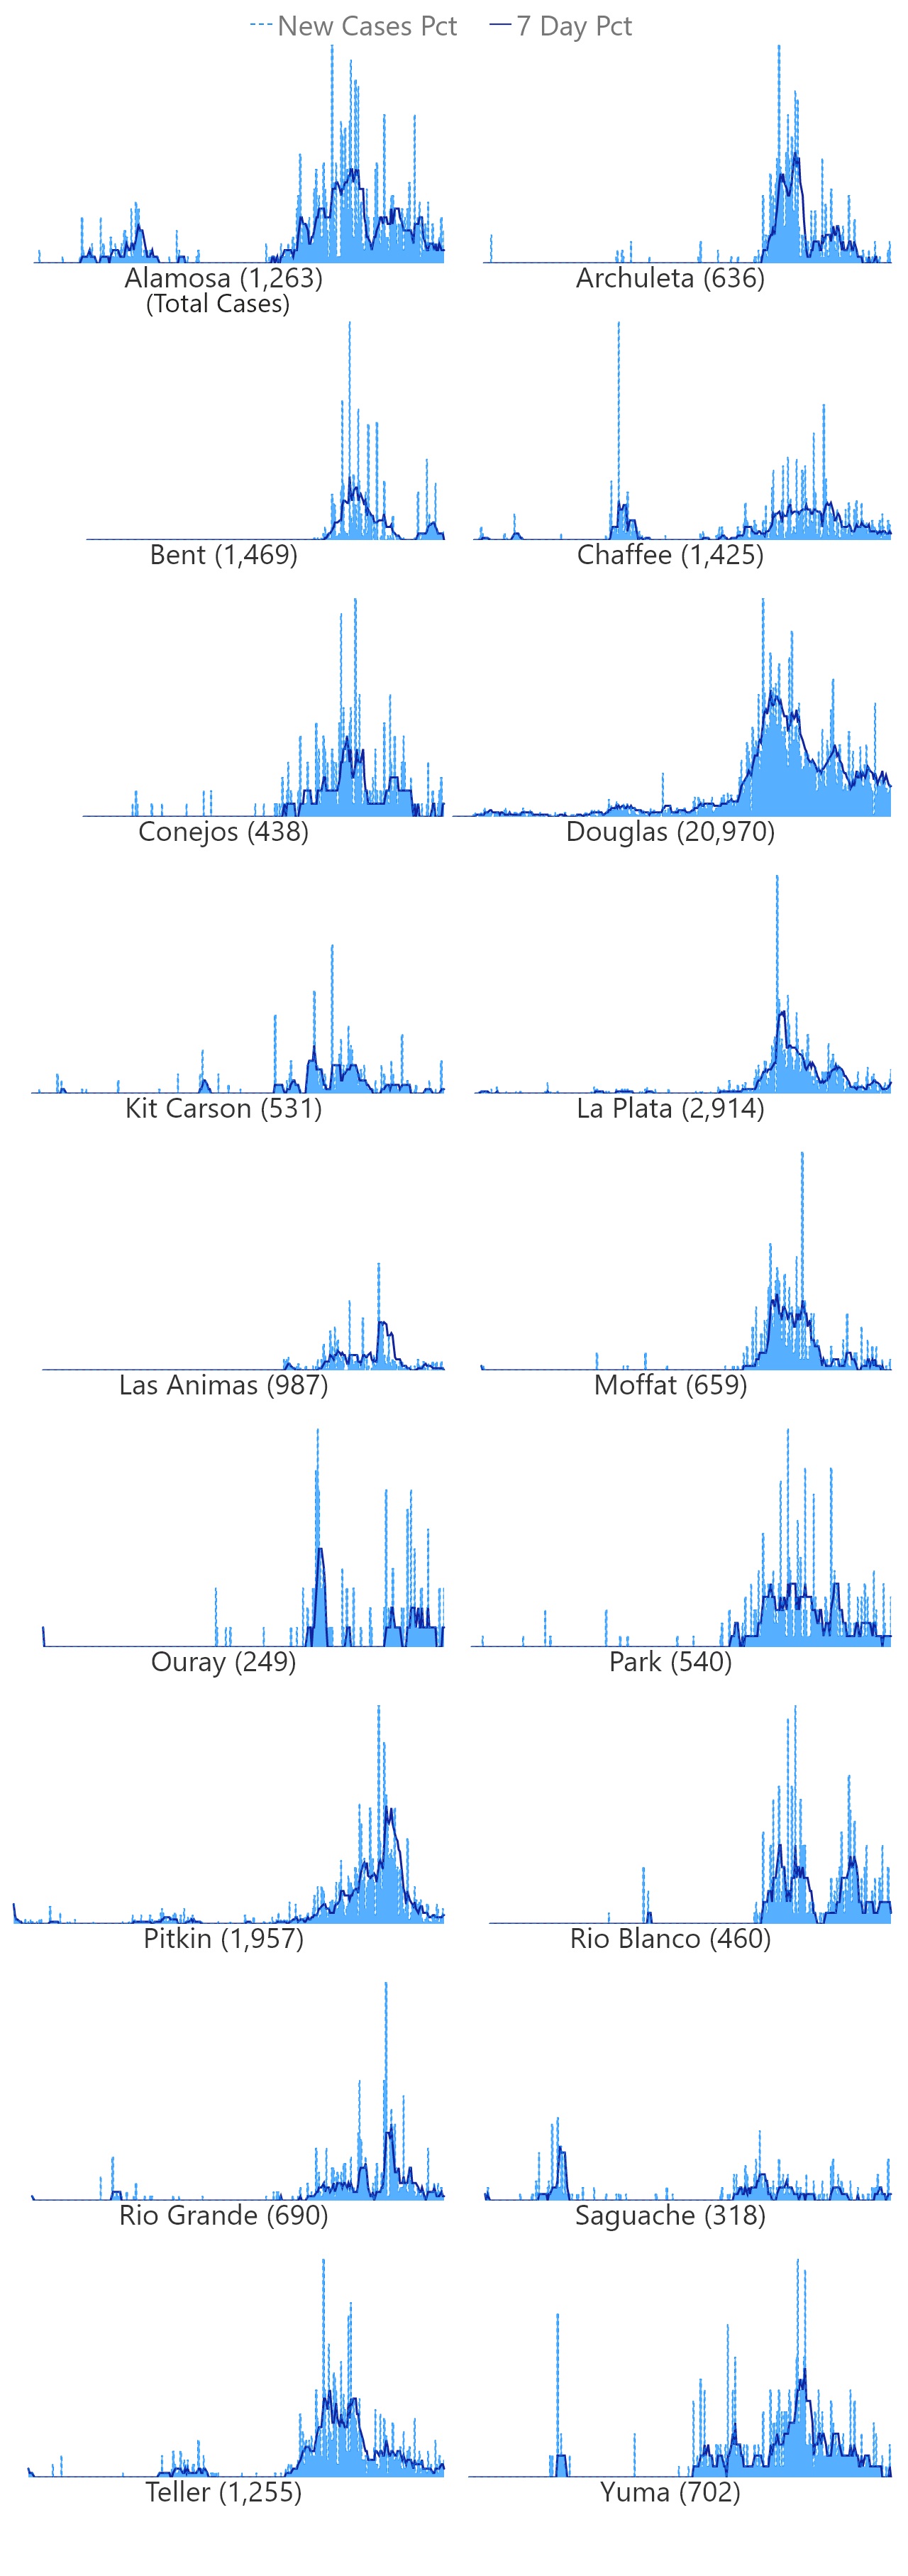 New Cases Pct 7 Day Pct
Alamosa (1,263) Archuleta (636)
(Total Cases)
Bent (1,469) Chaffee (1,425)
Conejos (438) Douglas (20,970)
Kit Carson (531) La Plata (2,914)
Las Animas (987) Moffat (659)
Ouray (249) Park (540)
Pitkin (1,957) Rio Blanco (460)
Rio Grande (690) Saguache (318)
Teller (1,255) Yuma (702)